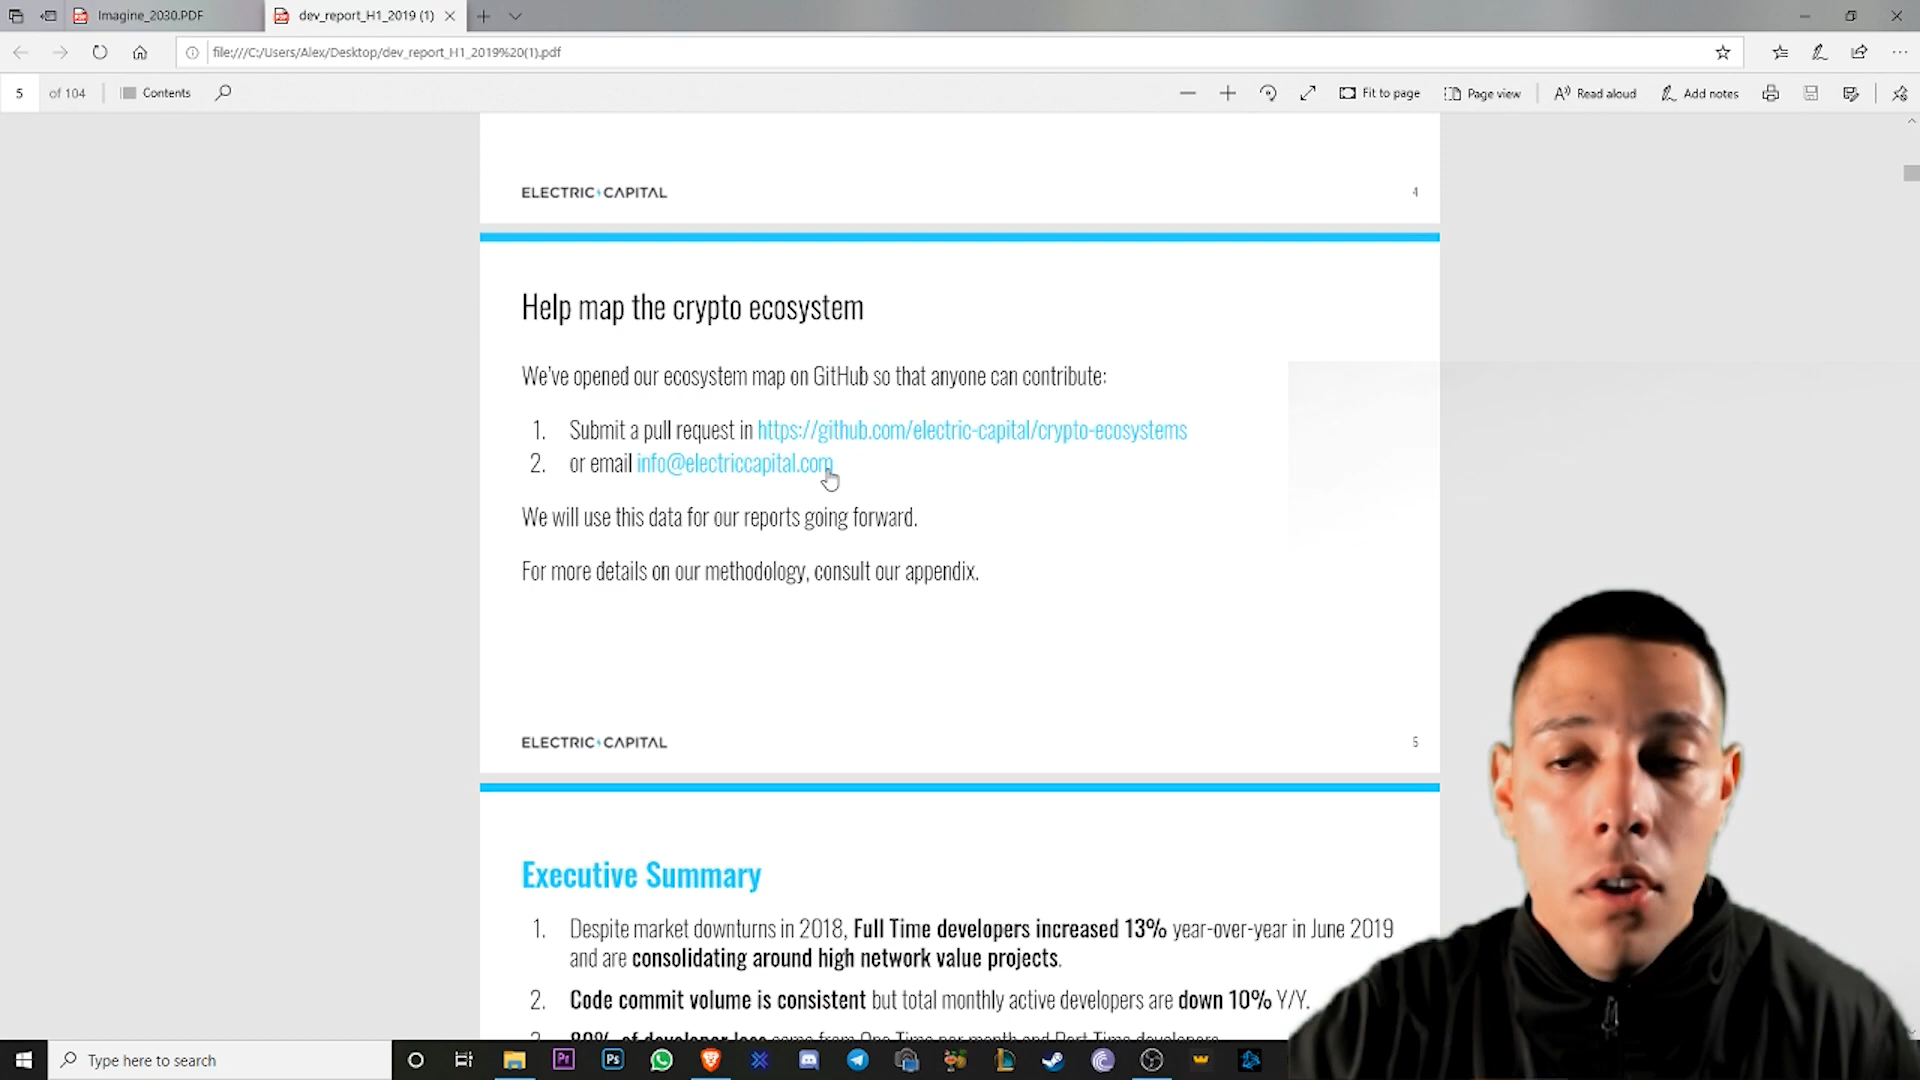 Imagine_2030.PDF
dev_report_H1_2019 (1)
file:///C:/Users/Alex/Desktop/dev_report_H1_2019%20(1).pdf
5 of 104
Contents
Fit to page
Page view
Read aloud
Add notes
ELECTRIC CAPITAL
4
Help map the crypto ecosystem
We've opened our ecosystem map on GitHub so that anyone can contribute:
1. Submit a pull request in https://github.com/electric-capital/crypto-ecosystems
2. or email info@electriccapital.com
We will use this data for our reports going forward.
For more details on our methodology, consult our appendix.
ELECTRIC CAPITAL
5
Executive Summary
1. Despite market downturns in 2018, Full Time developers increased 13% year-over-year in June 2019
and are consolidating around high network value projects.
2. Code commit volume is consistent but total monthly active developers are down 10% Y/Y.
Type here to search
Pr
Ps